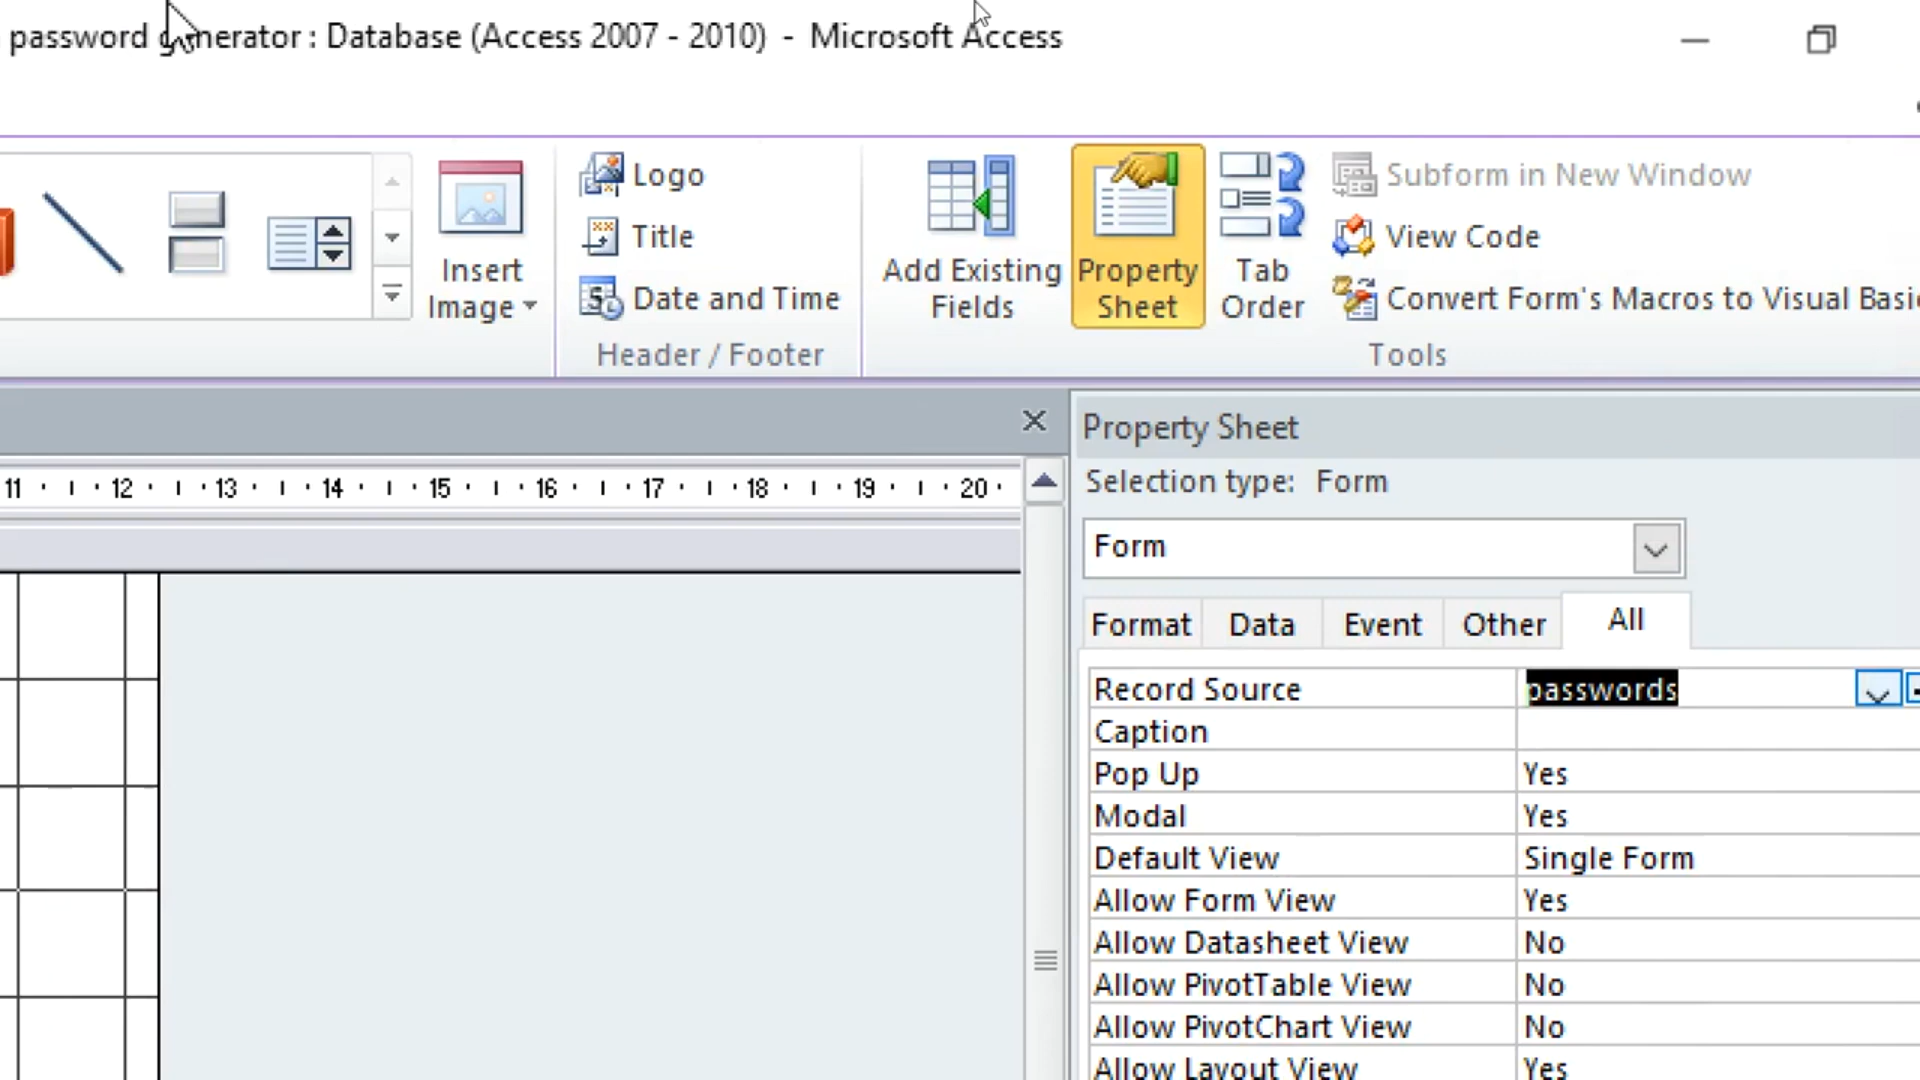 password generator : Database (Access 2007 - 2010) - Microsoft Access
Insert
Image
Logo
Title
Date and Time
Header / Footer
Add Existing
Fields
Property
Sheet
Tab
Order
Subform in New Window
View Code
Convert Form's Macros to Visual Basi
Tools
11 12 13 14 15 16 17 18 19 20
Property Sheet
Selection type: Form
Form
Format Data Event Other All
Record Source passwords
Caption
Pop Up Yes
Modal Yes
Default View Single Form
Allow Form View Yes
Allow Datasheet View No
Allow PivotTable View No
Allow PivotChart View No
Allow Layout View Yes